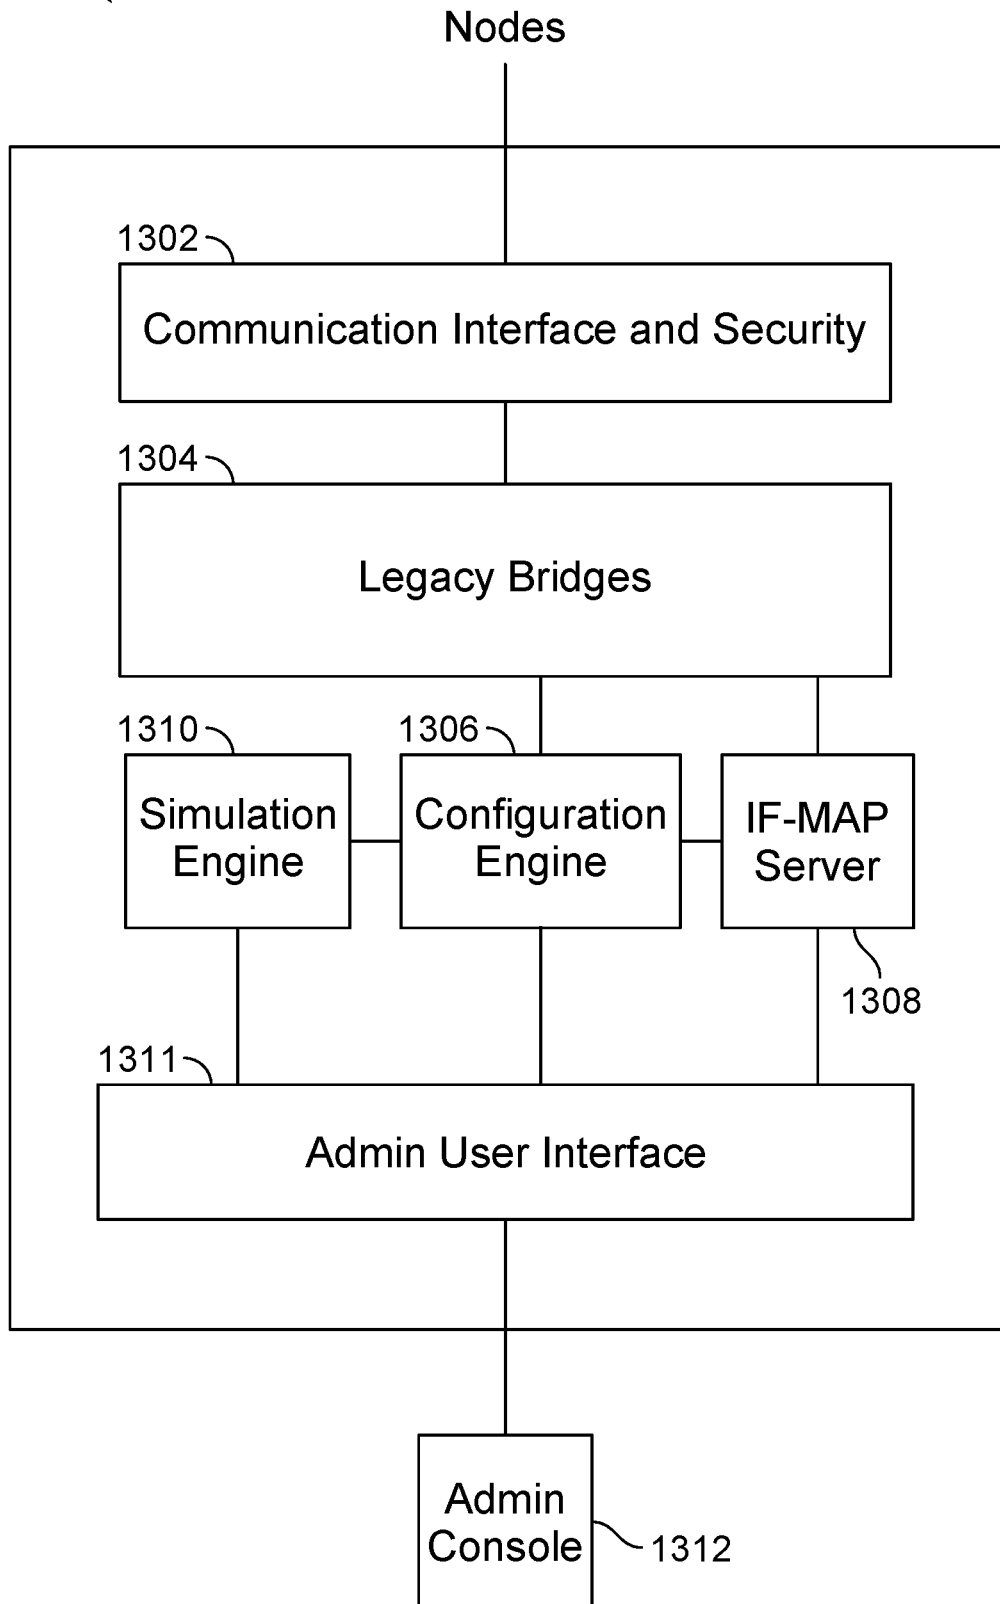 Nodes
1302
Communication Interface and Security
1304
Legacy Bridges
1310
1306
Simulation
Engine
Configuration
Engine
IF-MAP
Server
1308
1311
Admin User Interface
Admin
Console
1312